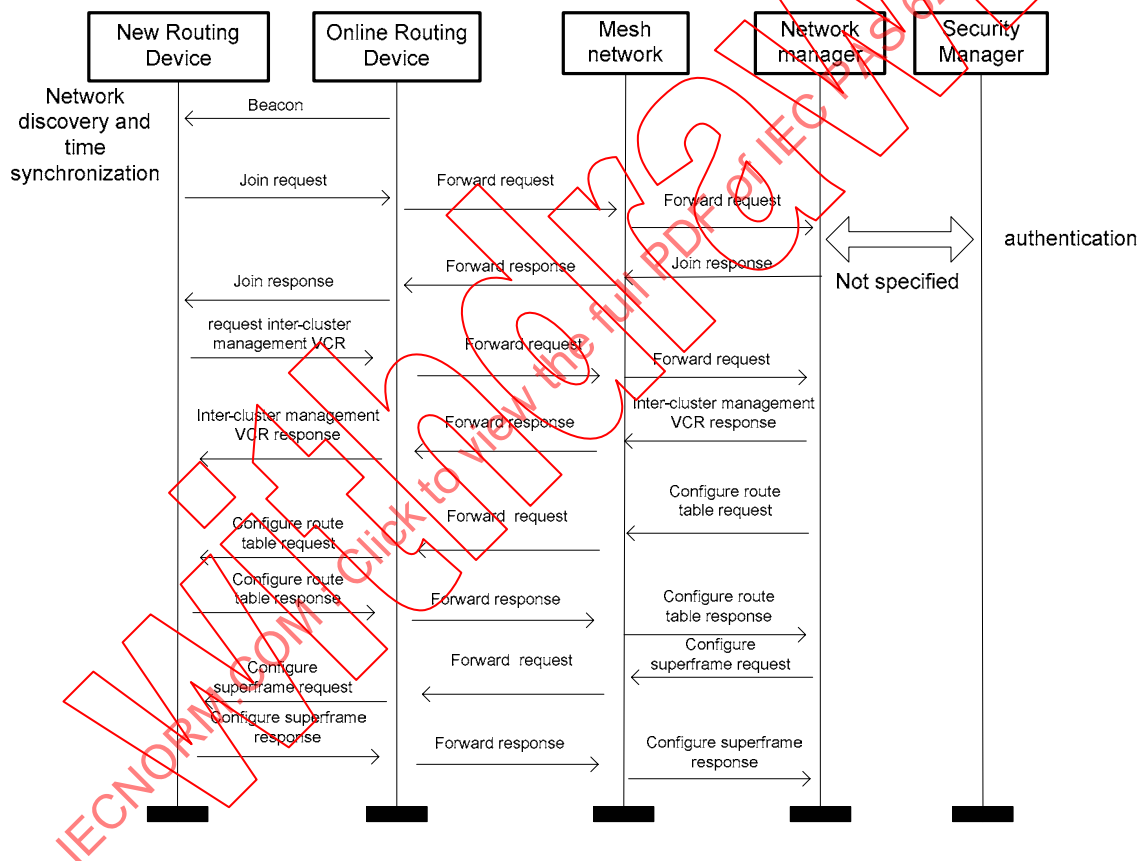 New Routing
Device
Online Routing
Device
Mesh
network
Network
manager
Security
Manager
Network
discovery and
time
synchronization
Beacon
Join request
Forward request
Forward request
authentication
Not specified
Join response
Forward response
Join response
request inter-cluster
management VCR
Forward request
Forward request
Inter-cluster management
VCR response
Forward response
Inter-cluster management
VCR response
Configure route
table request
Forward request
Configure route
table request
Configure route
table response
Forward response
Configure route
table response
Configure
superframe request
Forward request
Configure
superframe request
Configure superframe
response
Forward response
Configure superframe
response
Withdraw
IECNORM.COM : Click to view the full PDF of IEC PAS